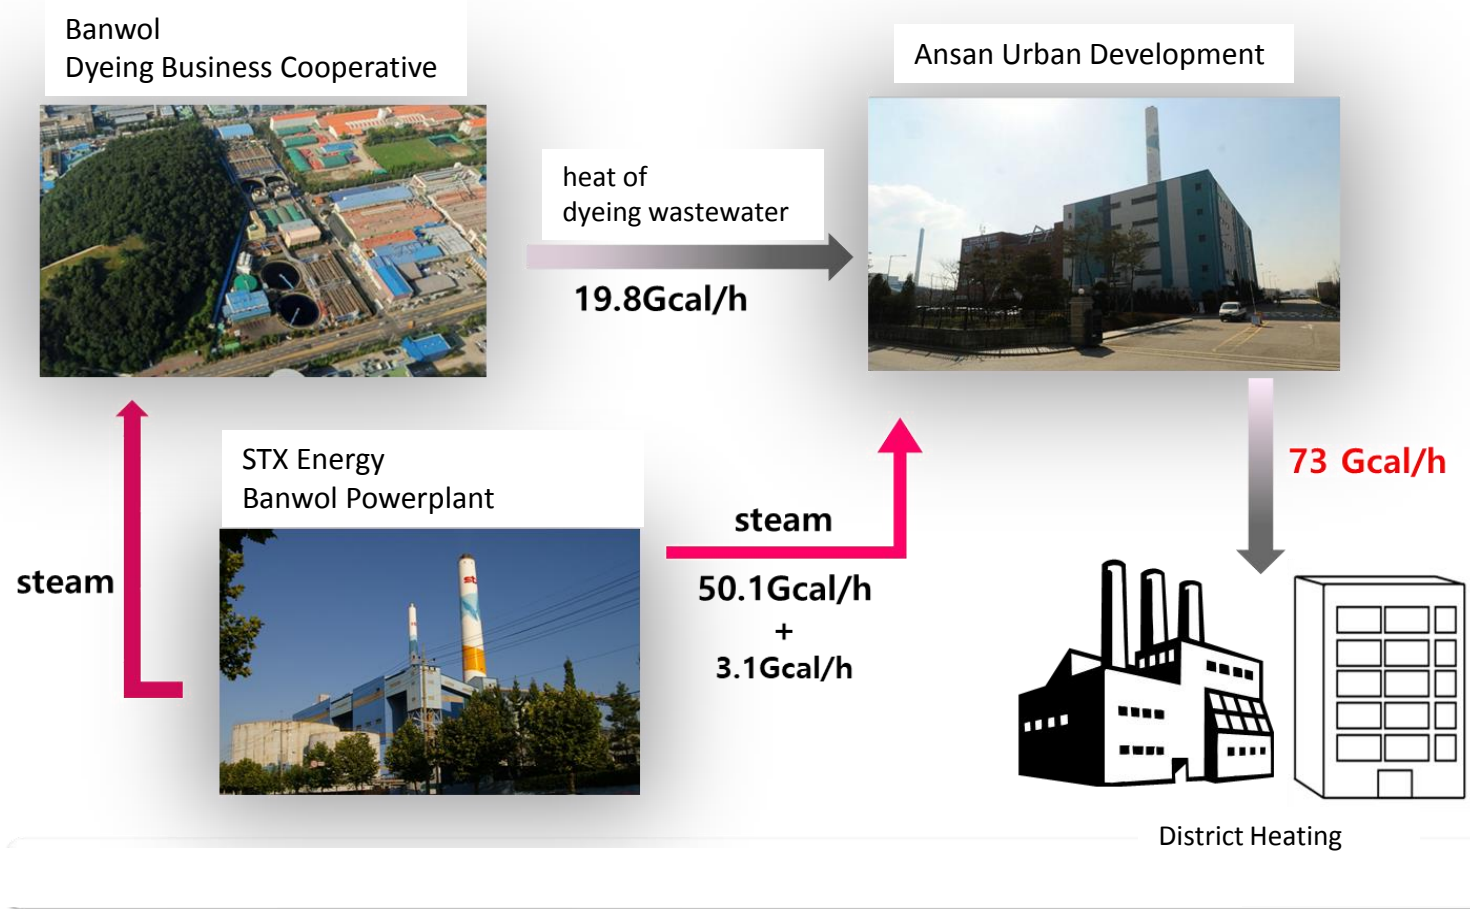 Banwol
Dyeing Business Cooperative
Ansan Urban Development
heat of
dyeing wastewater
19.8Gcal/h
STX Energy
Banwol Powerplant
73 Gcal/h
steam
steam
50.1Gcal/h
+
3.1Gcal/h
District Heating